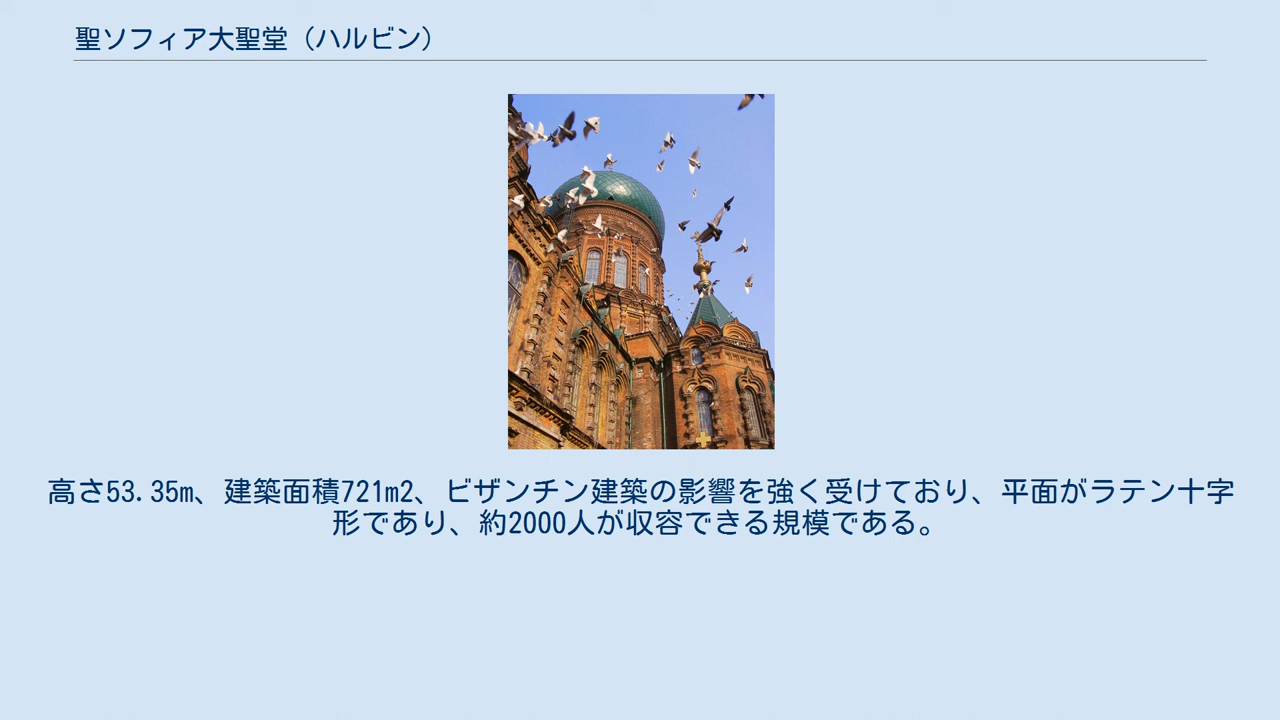 聖ソフィア大聖堂（ハルビン）
高さ53.35m、建築面積721m2、ビザンチン建築の影響を強く受けており、平面がラテン十字
形であり、約2000人が収容できる規模である。